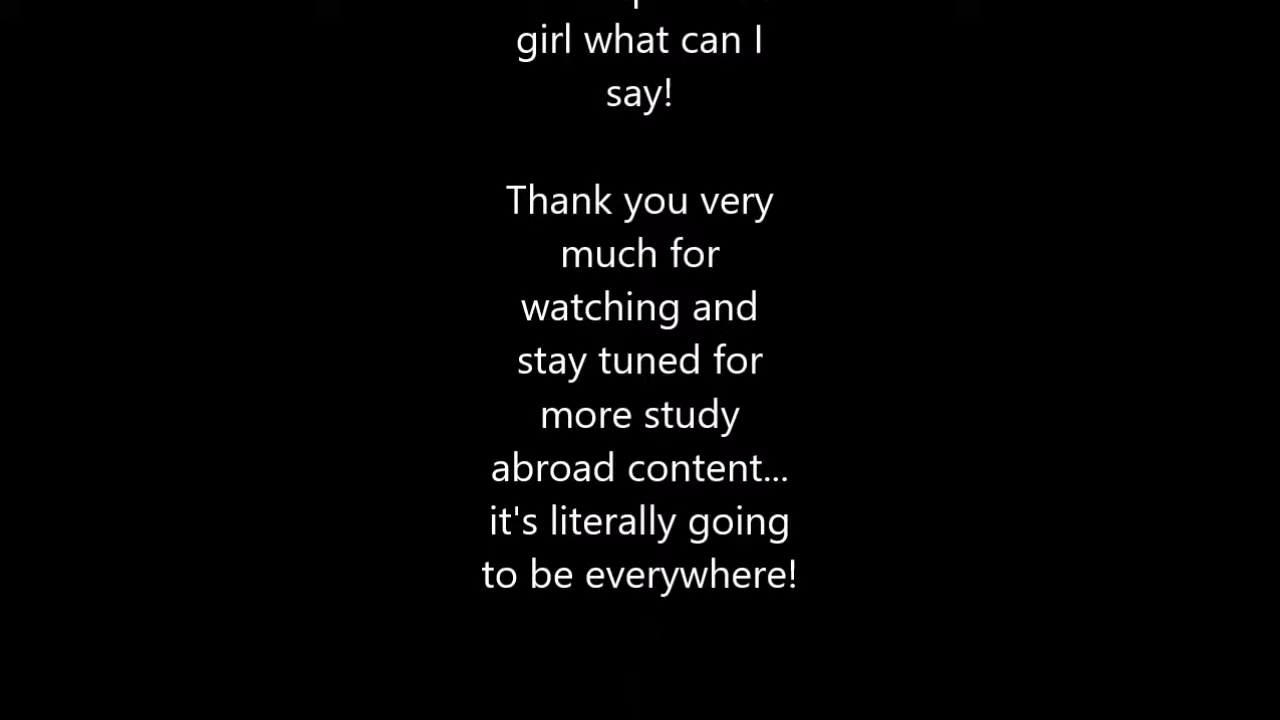 girl what can I
say!
Thank you very
much for
watching and
stay tuned for
more study
abroad content...
it's literally going
to be everywhere!